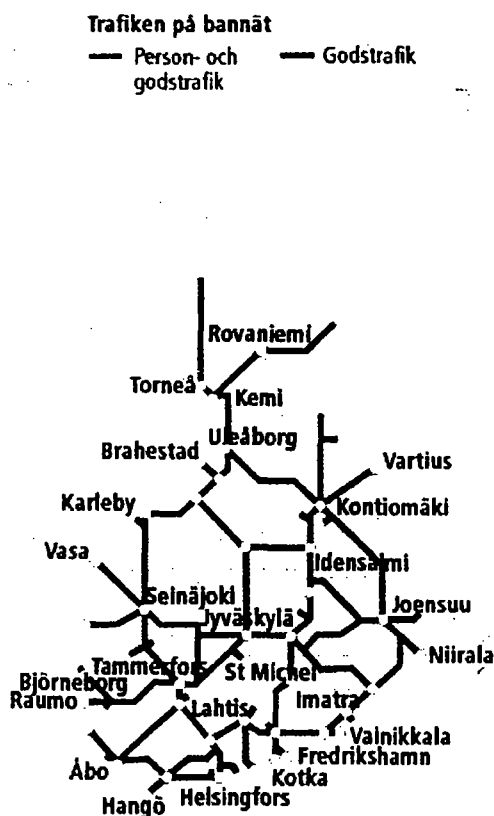 Trafiken på bannät
Person- och godstrafik
Godstrafik
Rovaniemi
Torneå
Kemi
Uleåborg
Brahestad
Vartius
Karleby
Kontiomäki
Vasa
Idensalmi
Seinäjoki
Joensuu
Jyväskylä
Niirala
Tammerfors
St Michel
Björneborg
Raumo
Imatra
Lahtis
Vainikkala
Fredrikshamn
Åbo
Kotka
Helsingfors
Hangö